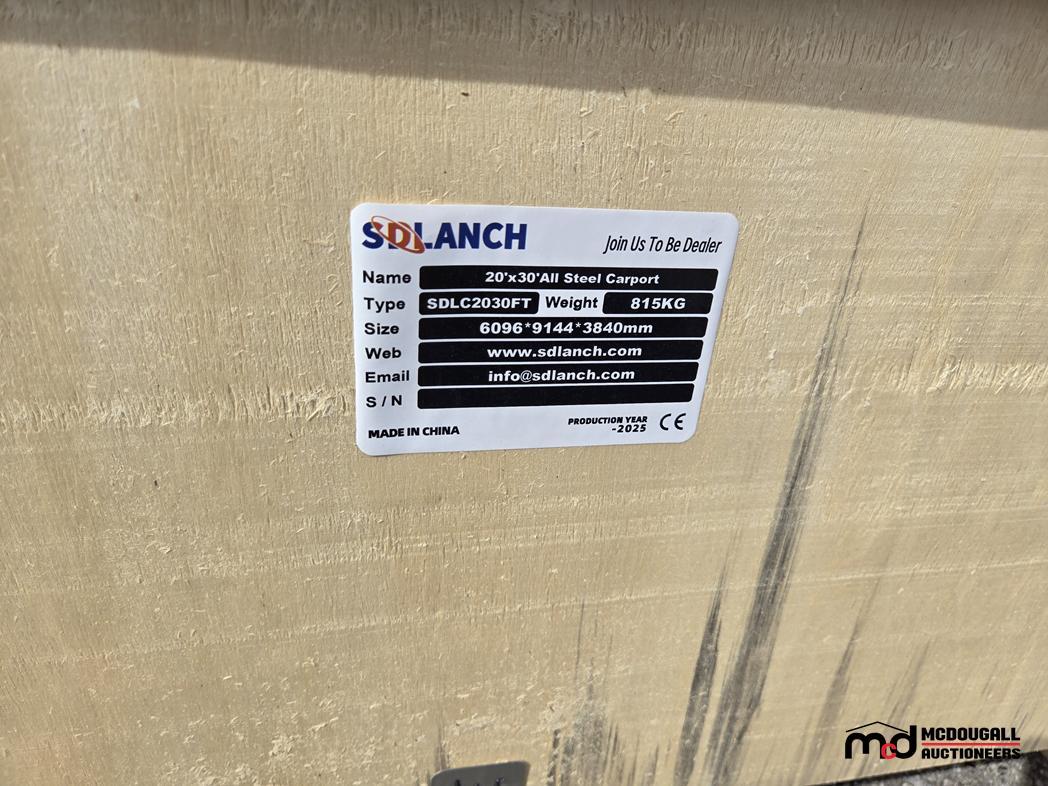 SDLANCH
Join Us To Be Dealer
Name 20'x30'All Steel Carport
Type SDLC2030FT Weight 815KG
Size 6096*9144*3840mm
Web www.sdlanch.com
Email info@sdlanch.com
S / N
MADE IN CHINA
PRODUCTION YEAR
-2025
CE
mcd
MCDOUGALL
AUCTIONEERS